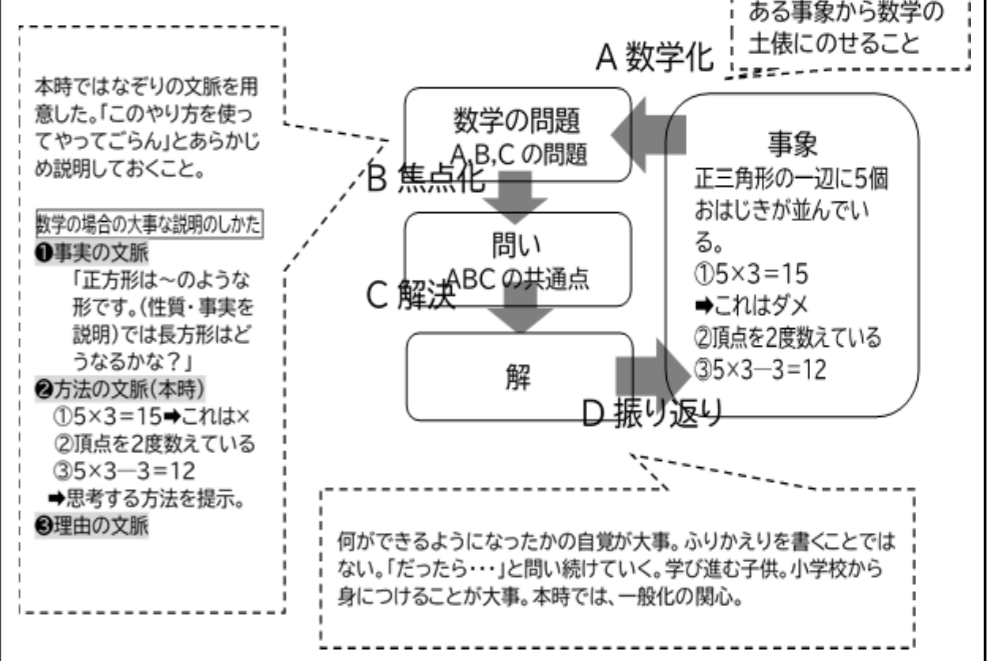 ある事象から数学の
土俵にのせること
A 数学化
本時ではなぞりの文脈を用
意した。「このやり方を使っ
てやってごらん」とあらかじ
め説明しておくこと。
数学の場合の大事な説明のしかた
❶事実の文脈
「正方形は～のような
形です。(性質・事実を
説明)では長方形はど
うなるかな？」
❷方法の文脈(本時)
①5×3＝15➡これは×
②頂点を2度数えている
③5×3―3＝12
➡思考する方法を提示。
❸理由の文脈
数学の問題
A,B,C の問題
B 焦点化
問い
ABC の共通点
C 解決
解
D 振り返り
事象
正三角形の一辺に5個
おはじきが並んでい
る。
①5×3＝15
➡これはダメ
②頂点を2度数えている
③5×3―3＝12
何ができるようになったかの自覚が大事。ふりかえりを書くことでは
ない。「だったら・・・」と問い続けていく。学び進む子供。小学校から
身につけることが大事。本時では、一般化の関心。